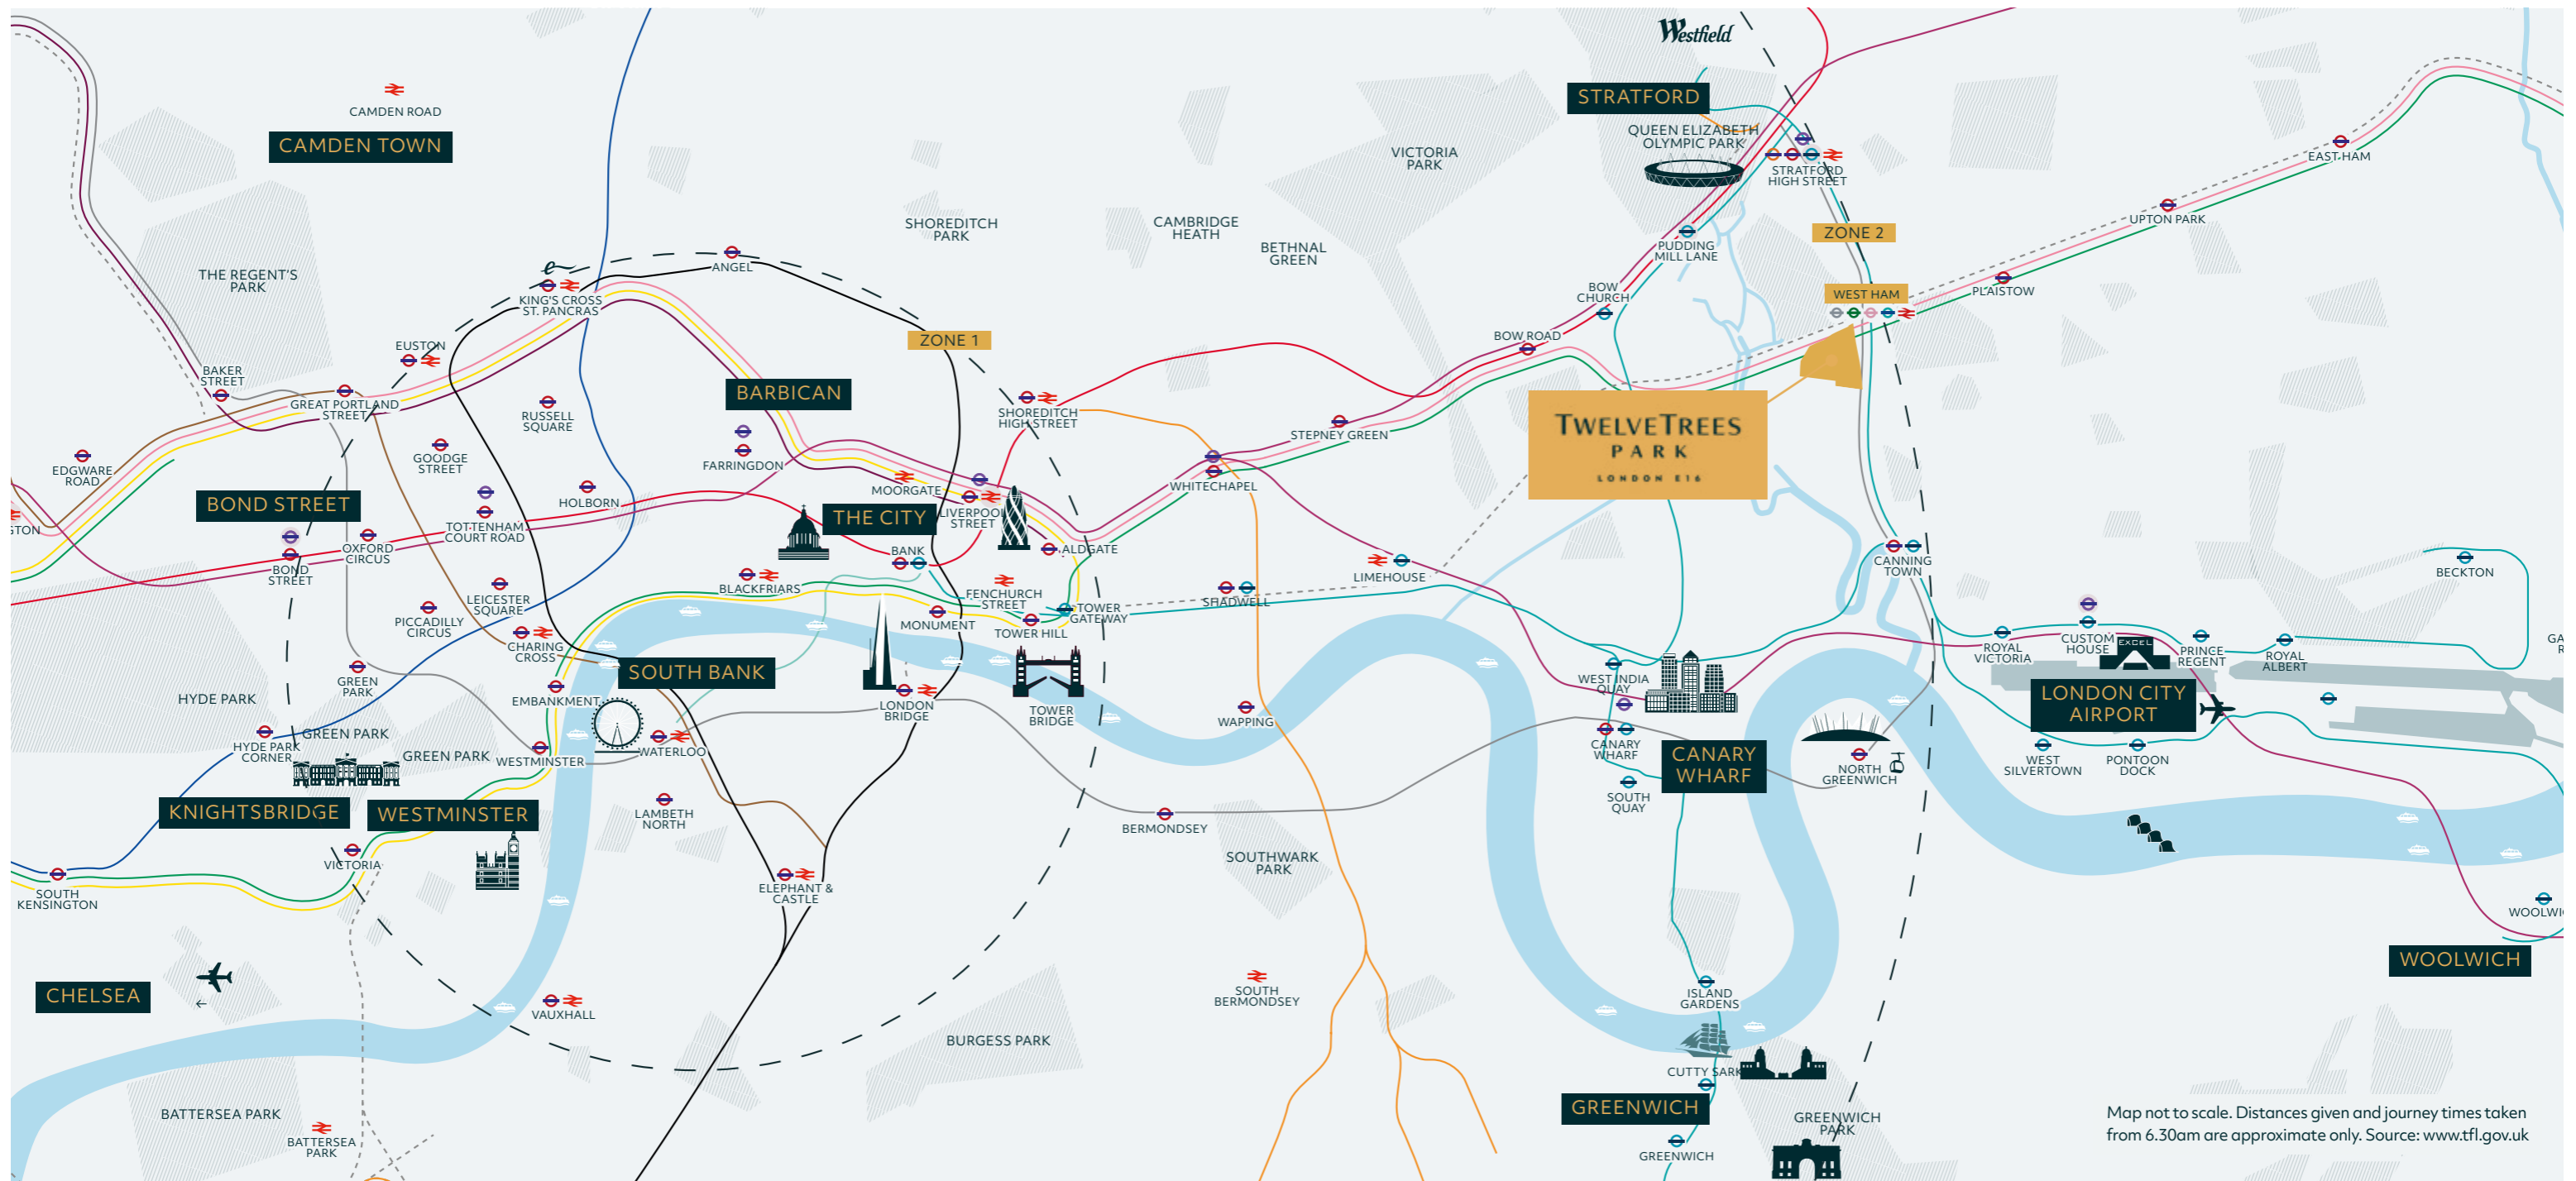 Westfield
CAMDEN ROAD
CAMDEN TOWN
STRATFORD
QUEEN ELIZABETH
OLYMPIC PARK
STRATFORD
HIGH STREET
VICTORIA
PARK
EAST HAM
UPTON PARK
ZONE 2
SHOREDITCH
PARK
CAMBRIDGE
HEATH
BETHNAL
GREEN
PUDDING
MILL LANE
ANGEL
THE REGENT'S
PARK
KING'S CROSS
ST. PANCRAS
BOW
CHURCH
WEST HAM
PLAISTOW
ZONE 1
BOW ROAD
EUSTON
BAKER
STREET
BARBICAN
GREAT PORTLAND
STREET
RUSSELL
SQUARE
SHOREDITCH
HIGH STREET
STEPNEY GREEN
TWELVETREES
PARK
LONDON E16
GOODGE
STREET
FARRINGDON
EDGWARE
ROAD
MOORGATE
WHITECHAPEL
HOLBORN
BOND STREET
THE CITY
LIVERPOOL
STREET
TOTTENHAM
COURT ROAD
GTON
OXFORD
CIRCUS
BANK
ALDGATE
CANNING
TOWN
BECKTON
BOND
STREET
LIMEHOUSE
BLACKFRIARS
FENCHURCH
STREET
SHADWELL
LEICESTER
SQUARE
TOWER
GATEWAY
PICCADILLY
CIRCUS
MONUMENT
TOWER HILL
CHARING
CROSS
CUSTOM
HOUSE
EXCEL
ROYAL
VICTORIA
PRINCE
REGENT
ROYAL
ALBERT
GA
R
SOUTH BANK
GREEN
PARK
WEST INDIA
QUAY
HYDE PARK
EMBANKMENT
LONDON
BRIDGE
TOWER
BRIDGE
WAPPING
LONDON CITY
AIRPORT
GREEN PARK
HYDE PARK
CORNER
GREEN PARK
WESTMINSTER
WATERLOO
CANARY
WHARF
CANARY
WHARF
NORTH
GREENWICH
WEST
SILVERTOWN
PONTOON
DOCK
SOUTH
QUAY
KNIGHTSBRIDGE
WESTMINSTER
LAMBETH
NORTH
BERMONDSEY
VICTORIA
SOUTHWARK
PARK
SOUTH
KENSINGTON
ELEPHANT &
CASTLE
WOOLWI
WOOLWICH
CHELSEA
VAUXHALL
SOUTH
BERMONDSEY
ISLAND
GARDENS
BURGESS PARK
CUTTY SARK
GREENWICH
GREENWICH
PARK
BATTERSEA PARK
BATTERSEA
PARK
GREENWICH
Map not to scale. Distances given and journey times taken
from 6.30am are approximate only. Source: www.tfl.gov.uk